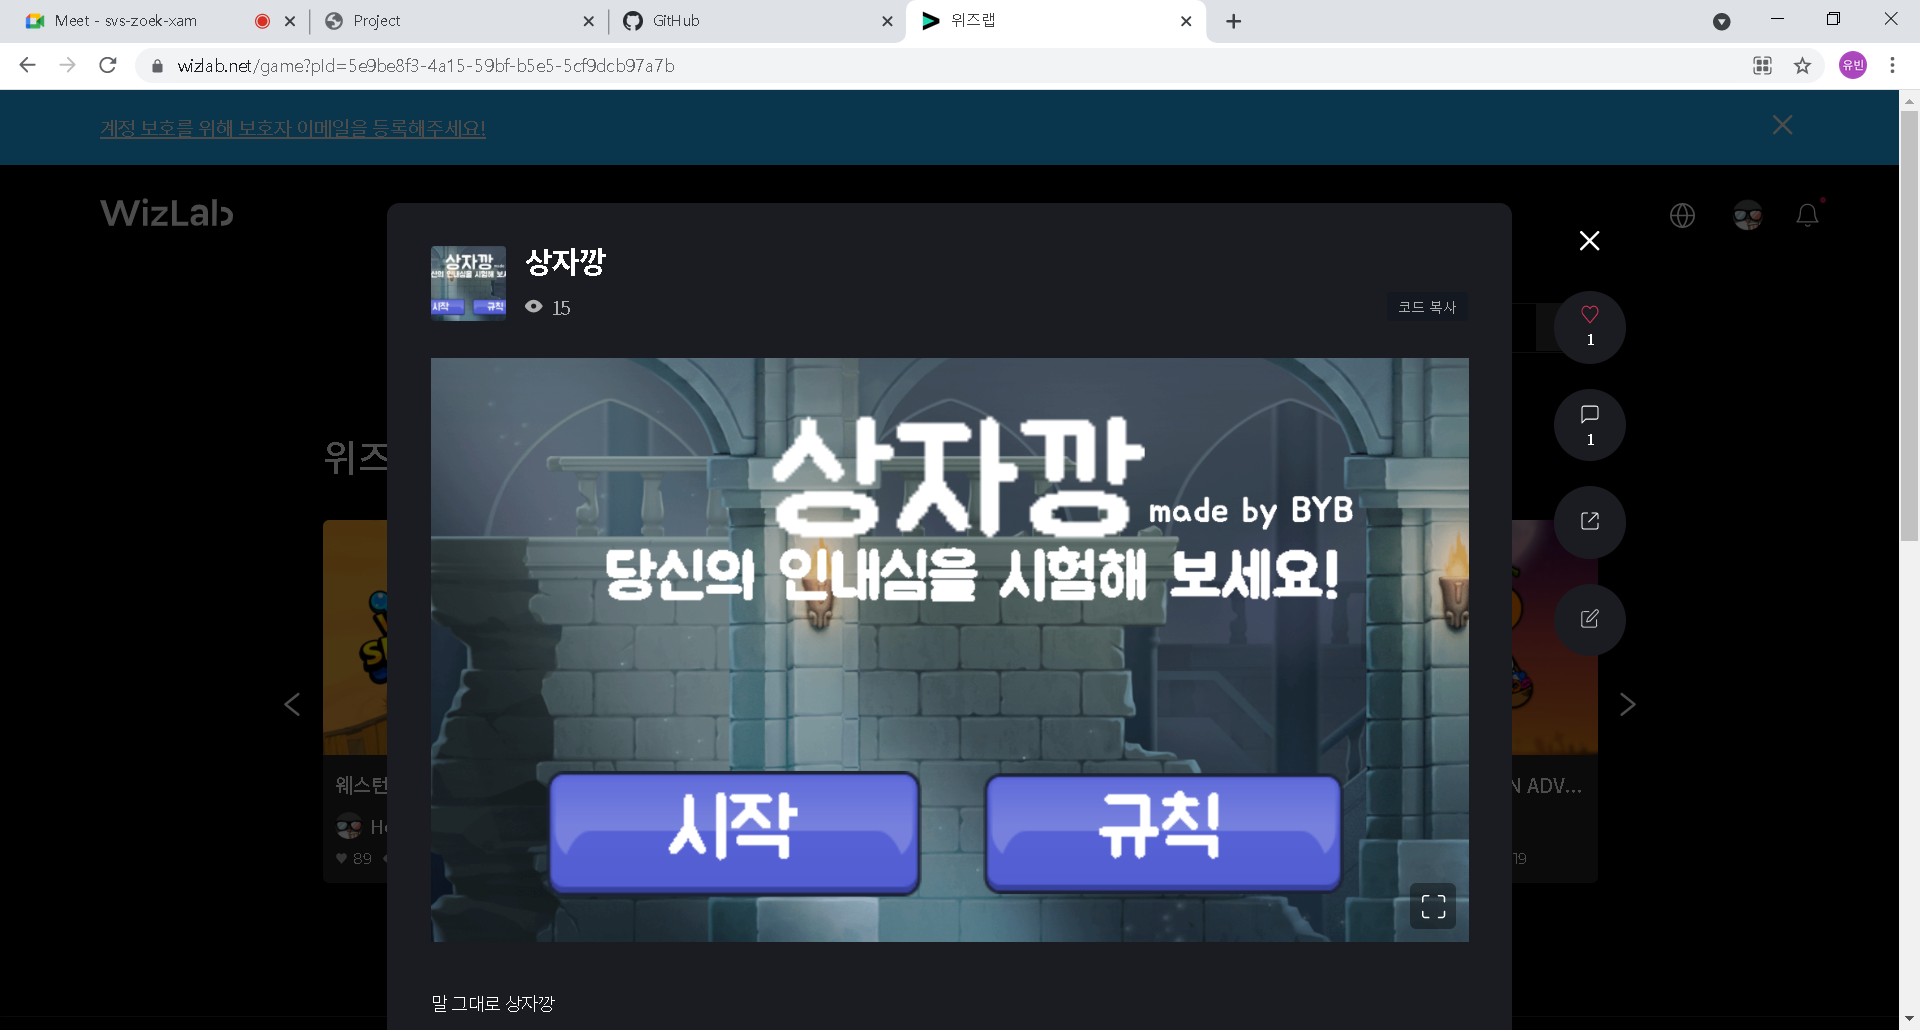 Meet - svs-zoek-xam
Project
GitHub
위즈랩
wizlab.net/game?pId=5e9be8f3-4a15-59bf-b5e5-5cf9dcb97a7b
유빈
계정 보호를 위해 보호자 이메일을 등록해주세요!
WizLab
상자깡
15
코드 복사
1
1
위즈
상자깡
made by BYB
당신의 인내심을 시험해 보세요!
시작
규칙
웨스턴
N ADV...
He
89
19
말 그대로 상자깡